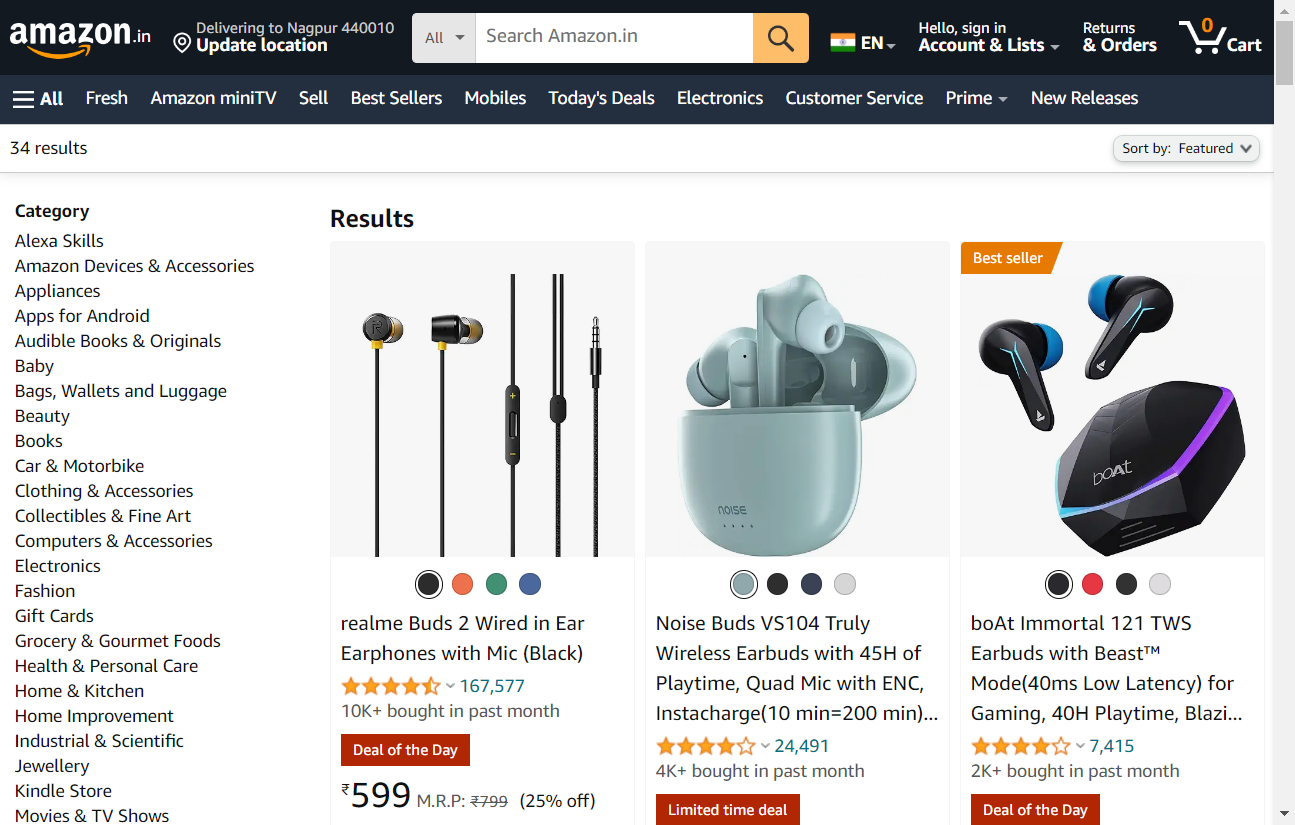 amazon.in
Delivering to Nagpur 440010
Update location
All
Search Amazon.in
EN
Hello, sign in
Account & Lists
Returns
& Orders
0
Cart
All
Fresh
Amazon miniTV
Sell
Best Sellers
Mobiles
Today's Deals
Electronics
Customer Service
Prime
New Releases
34 results
Sort by: Featured
Category
Alexa Skills
Amazon Devices & Accessories
Appliances
Apps for Android
Audible Books & Originals
Baby
Bags, Wallets and Luggage
Beauty
Books
Car & Motorbike
Clothing & Accessories
Collectibles & Fine Art
Computers & Accessories
Electronics
Fashion
Gift Cards
Grocery & Gourmet Foods
Health & Personal Care
Home & Kitchen
Home Improvement
Industrial & Scientific
Jewellery
Kindle Store
Movies & TV Shows
Results
R
realme Buds 2 Wired in Ear
Earphones with Mic (Black)
167,577
10K+ bought in past month
Deal of the Day
₹599 M.R.P: ₹799 (25% off)
NOISE
Noise Buds VS104 Truly
Wireless Earbuds with 45H of
Playtime, Quad Mic with ENC,
Instacharge(10 min=200 min)...
24,491
4K+ bought in past month
Limited time deal
Best seller
boAt
boAt Immortal 121 TWS
Earbuds with Beast™
Mode(40ms Low Latency) for
Gaming, 40H Playtime, Blazi...
7,415
2K+ bought in past month
Deal of the Day